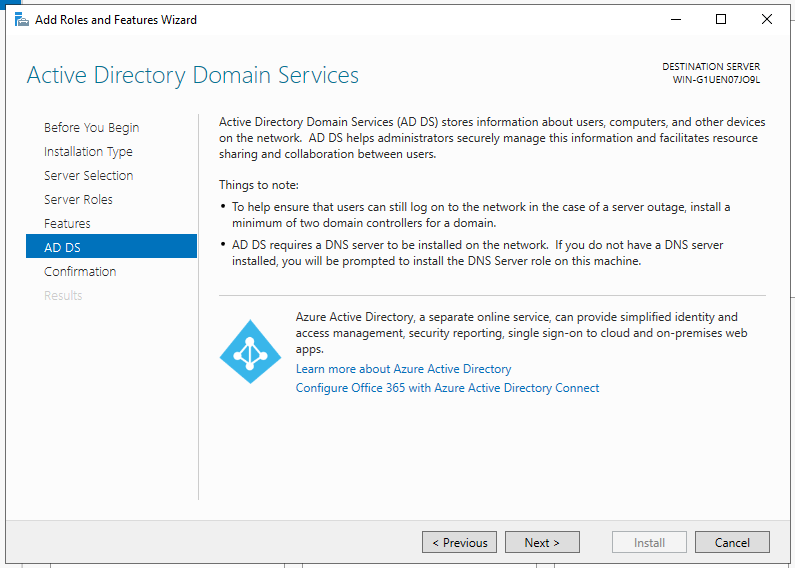 Add Roles and Features Wizard
Active Directory Domain Services
DESTINATION SERVER
WIN-G1UEN07JO9L
Before You Begin
Installation Type
Server Selection
Server Roles
Features
AD DS
Confirmation
Results
Active Directory Domain Services (AD DS) stores information about users, computers, and other devices
on the network.  AD DS helps administrators securely manage this information and facilitates resource
sharing and collaboration between users.
Things to note:
• To help ensure that users can still log on to the network in the case of a server outage, install a
minimum of two domain controllers for a domain.
• AD DS requires a DNS server to be installed on the network.  If you do not have a DNS server
installed, you will be prompted to install the DNS Server role on this machine.
Azure Active Directory, a separate online service, can provide simplified identity and
access management, security reporting, single sign-on to cloud and on-premises web
apps.
Learn more about Azure Active Directory
Configure Office 365 with Azure Active Directory Connect
< Previous
Next >
Install
Cancel